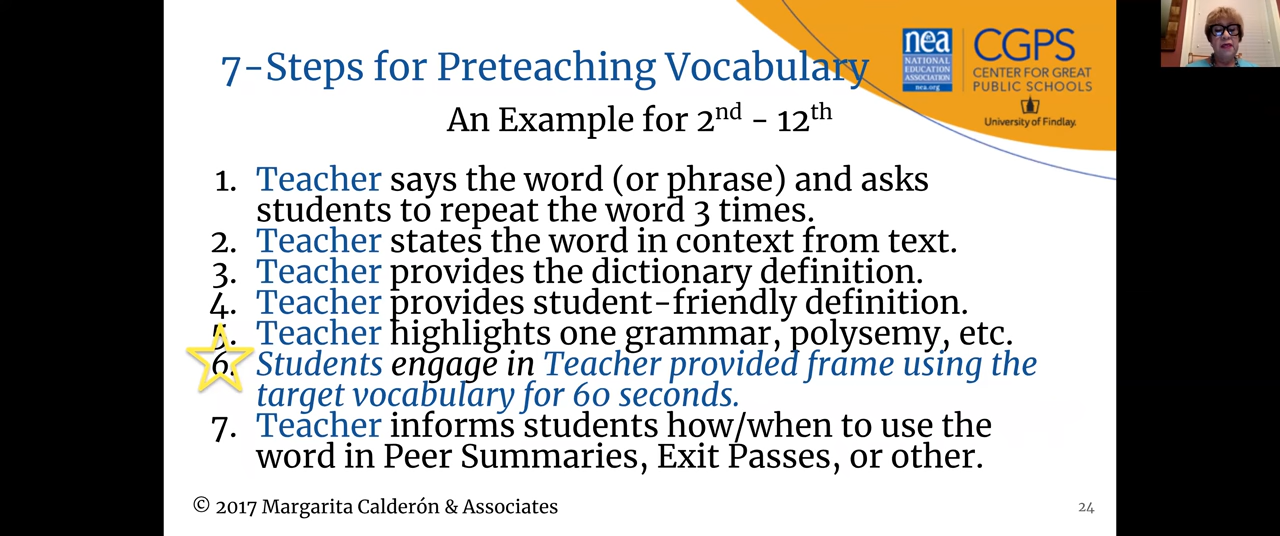 7-Steps for Preteaching Vocabulary
An Example for 2nd - 12th
nea
NATIONAL
EDUCATION
ASSOCIATION
nea.org
CGPS
CENTER FOR GREAT
PUBLIC SCHOOLS
University of Findlay.
1. Teacher says the word (or phrase) and asks
students to repeat the word 3 times.
2. Teacher states the word in context from text.
3. Teacher provides the dictionary definition.
4. Teacher provides student-friendly definition.
5. Teacher highlights one grammar, polysemy, etc.
6. Students engage in Teacher provided frame using the
target vocabulary for 60 seconds.
7. Teacher informs students how/when to use the
word in Peer Summaries, Exit Passes, or other.
© 2017 Margarita Calderón & Associates
24